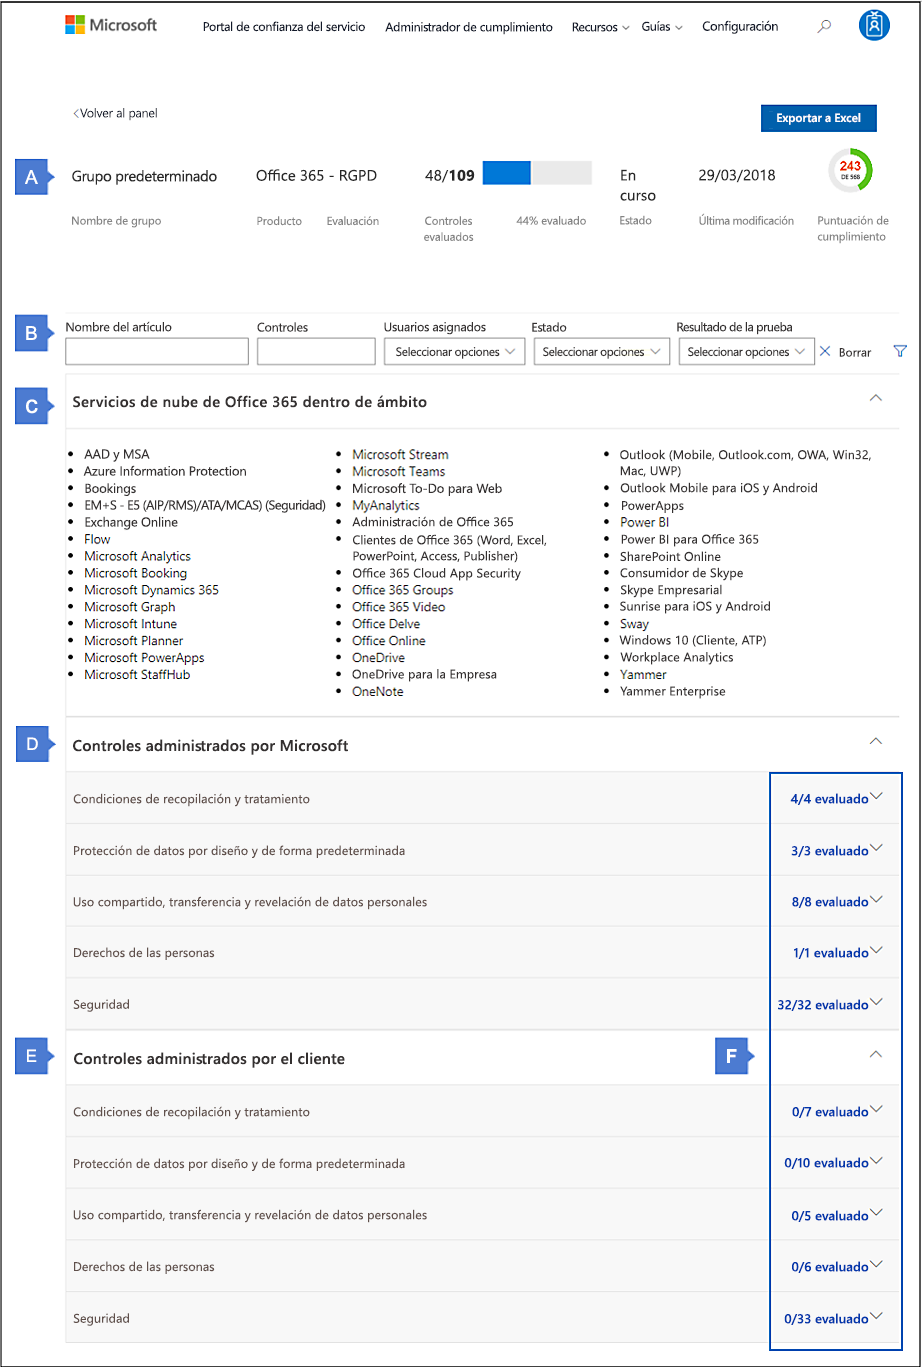 Microsoft Portal de confianza del servicio Administrador de cumplimiento Recursos Guías Configuración
Volver al panel
Exportar a Excel
A
Grupo predeterminado Office 365 - RGPD 48/109 En curso 29/03/2018 243 DE 568
Nombre de grupo Producto Evaluación Controles evaluados 44% evaluado Estado Última modificación Puntuación de cumplimiento
B
Nombre del artículo Controles Usuarios asignados Estado Resultado de la prueba
Seleccionar opciones Seleccionar opciones Seleccionar opciones Borrar
C
Servicios de nube de Office 365 dentro de ámbito
• AAD y MSA
• Azure Information Protection
• Bookings
• EM+S - E5 (AIP/RMS)/ATA/MCAS) (Seguridad)
• Exchange Online
• Flow
• Microsoft Analytics
• Microsoft Booking
• Microsoft Dynamics 365
• Microsoft Graph
• Microsoft Intune
• Microsoft Planner
• Microsoft PowerApps
• Microsoft StaffHub
• Microsoft Stream
• Microsoft Teams
• Microsoft To-Do para Web
• MyAnalytics
• Administración de Office 365
• Clientes de Office 365 (Word, Excel,
PowerPoint, Access, Publisher)
• Office 365 Cloud App Security
• Office 365 Groups
• Office 365 Video
• Office Delve
• Office Online
• OneDrive
• OneDrive para la Empresa
• OneNote
• Outlook (Mobile, Outlook.com, OWA, Win32,
Mac, UWP)
• Outlook Mobile para iOS y Android
• PowerApps
• Power BI
• Power BI para Office 365
• SharePoint Online
• Consumidor de Skype
• Skype Empresarial
• Sunrise para iOS y Android
• Sway
• Windows 10 (Cliente, ATP)
• Workplace Analytics
• Yammer
• Yammer Enterprise
D
Controles administrados por Microsoft
Condiciones de recopilación y tratamiento 4/4 evaluado
Protección de datos por diseño y de forma predeterminada 3/3 evaluado
Uso compartido, transferencia y revelación de datos personales 8/8 evaluado
Derechos de las personas 1/1 evaluado
Seguridad 32/32 evaluado
E
Controles administrados por el cliente
F
Condiciones de recopilación y tratamiento 0/7 evaluado
Protección de datos por diseño y de forma predeterminada 0/10 evaluado
Uso compartido, transferencia y revelación de datos personales 0/5 evaluado
Derechos de las personas 0/6 evaluado
Seguridad 0/33 evaluado